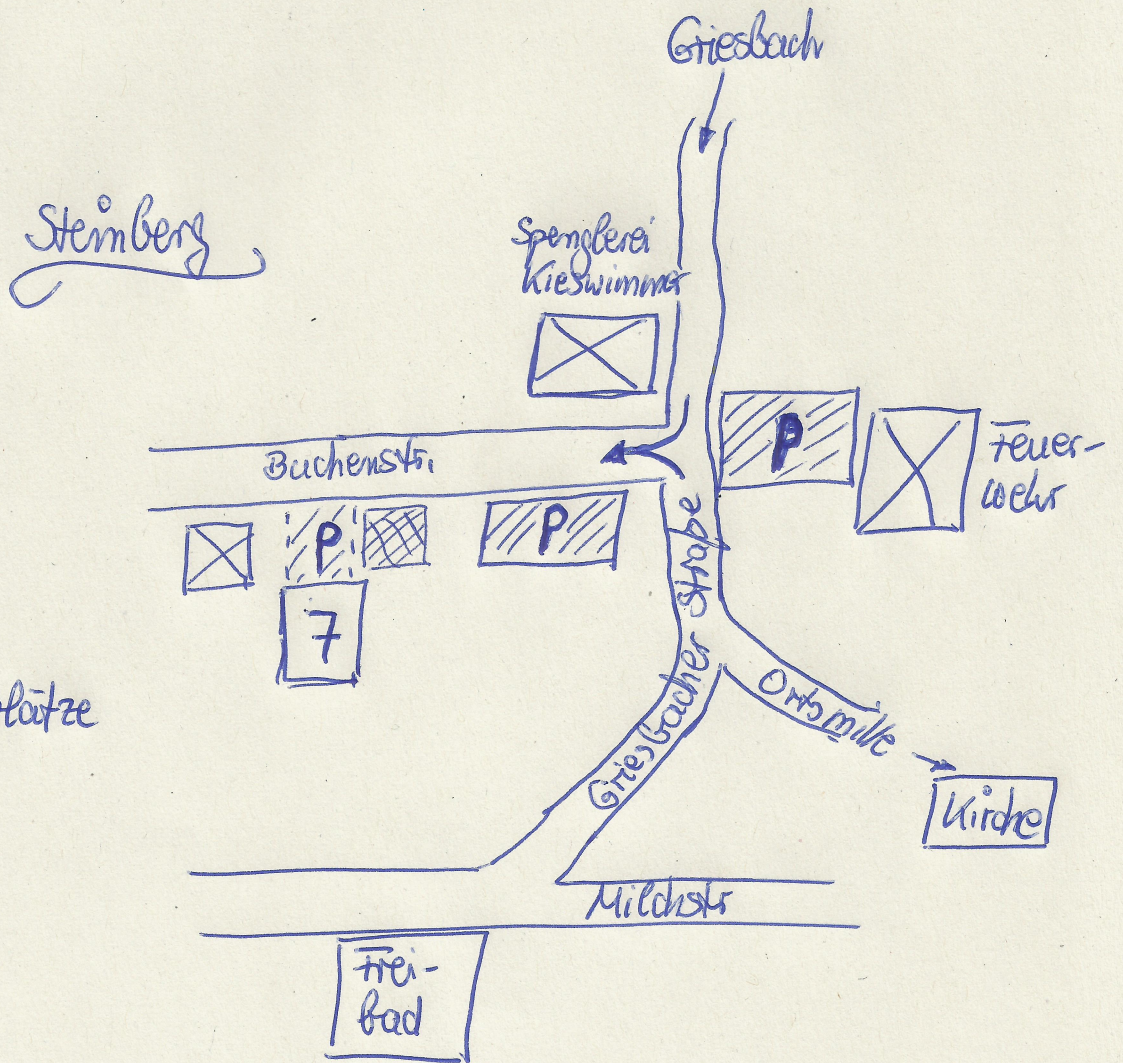 Griesbach
Steinberg
Spenglerei
Kieswimmer
P
Feuer-
wehr
Buchenstr.
P
P
7
Griesbacher Straße
Ortsmitte
Kirche
Milchstr
Frei-
bad